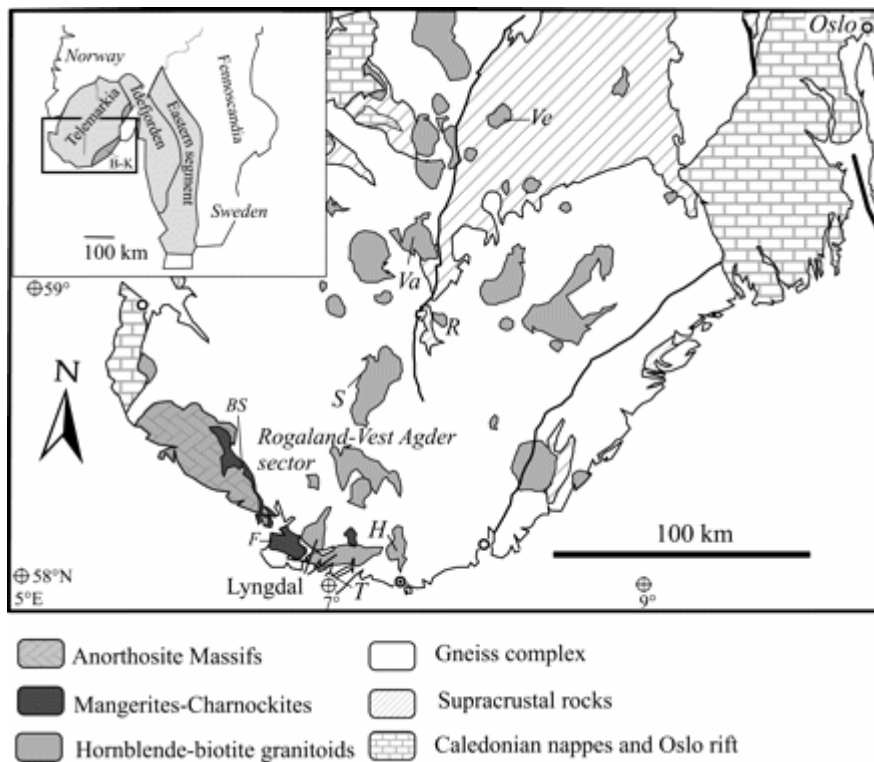 Norway
Telemarkia
Idefjorden
Eastern segment
Fennoscandia
B-K
Sweden
100 km
Oslo
Ve
Va
59°
R
N
S
BS
Rogaland-Vest Agder
sector
H
F
100 km
Lyngdal
T
58°N
5°E
7°
9°
Anorthosite Massifs
Gneiss complex
Mangerites-Charnockites
Supracrustal rocks
Hornblende-biotite granitoids
Caledonian nappes and Oslo rift